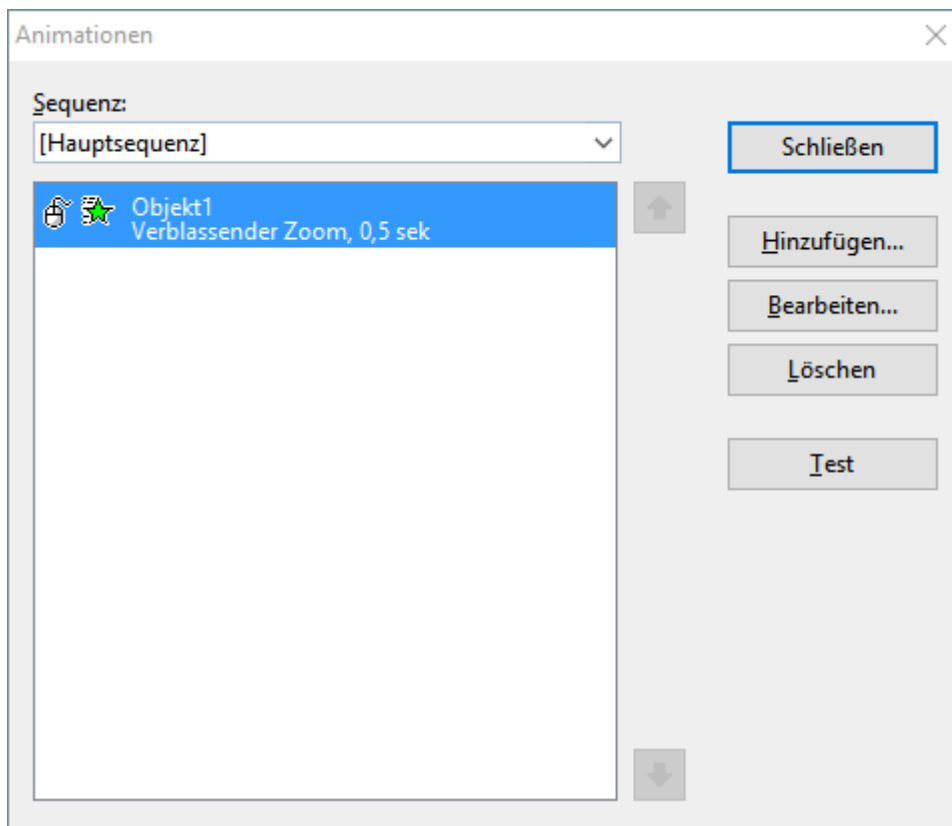 Animationen
Sequenz:
[Hauptsequenz]
Schließen
Objekt1
Verblassender Zoom, 0,5 sek
Hinzufügen...
Bearbeiten...
Löschen
Test